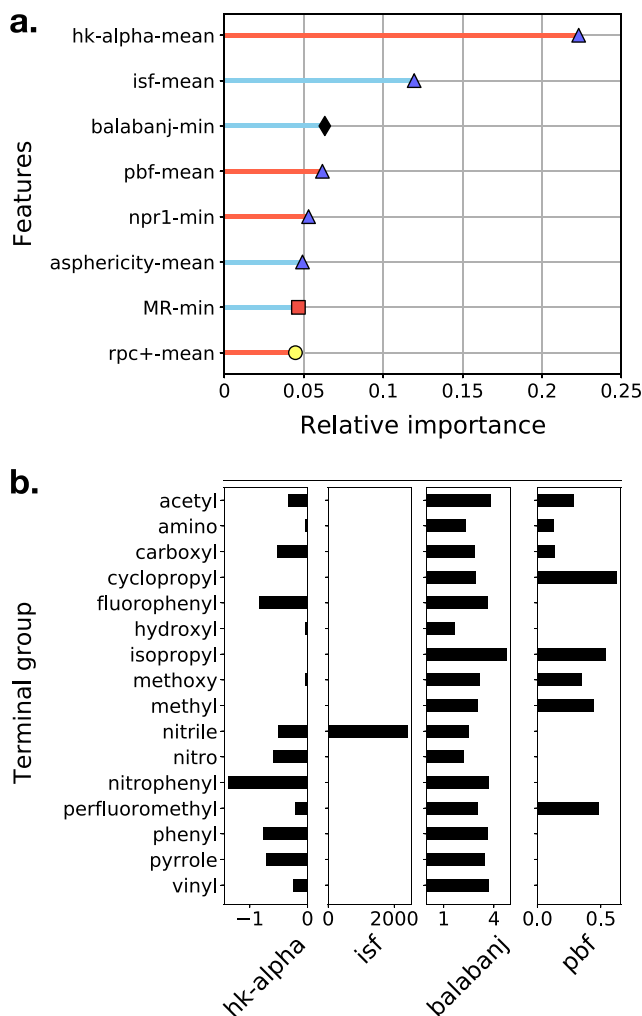 a.
Features
hk-alpha-mean
isf-mean
balabanj-min
pbf-mean
npr1-min
asphericity-mean
MR-min
rpc+-mean
0 0.05 0.1 0.15 0.2 0.25
Relative importance
b.
Terminal group
acetyl
amino
carboxyl
cyclopropyl
fluorophenyl
hydroxyl
isopropyl
methoxy
methyl
nitrile
nitro
nitrophenyl
perfluoromethyl
phenyl
pyrrole
vinyl
−1 0 0 2000 1 4 0.0 0.5
hk-alpha isf balabanj pbf